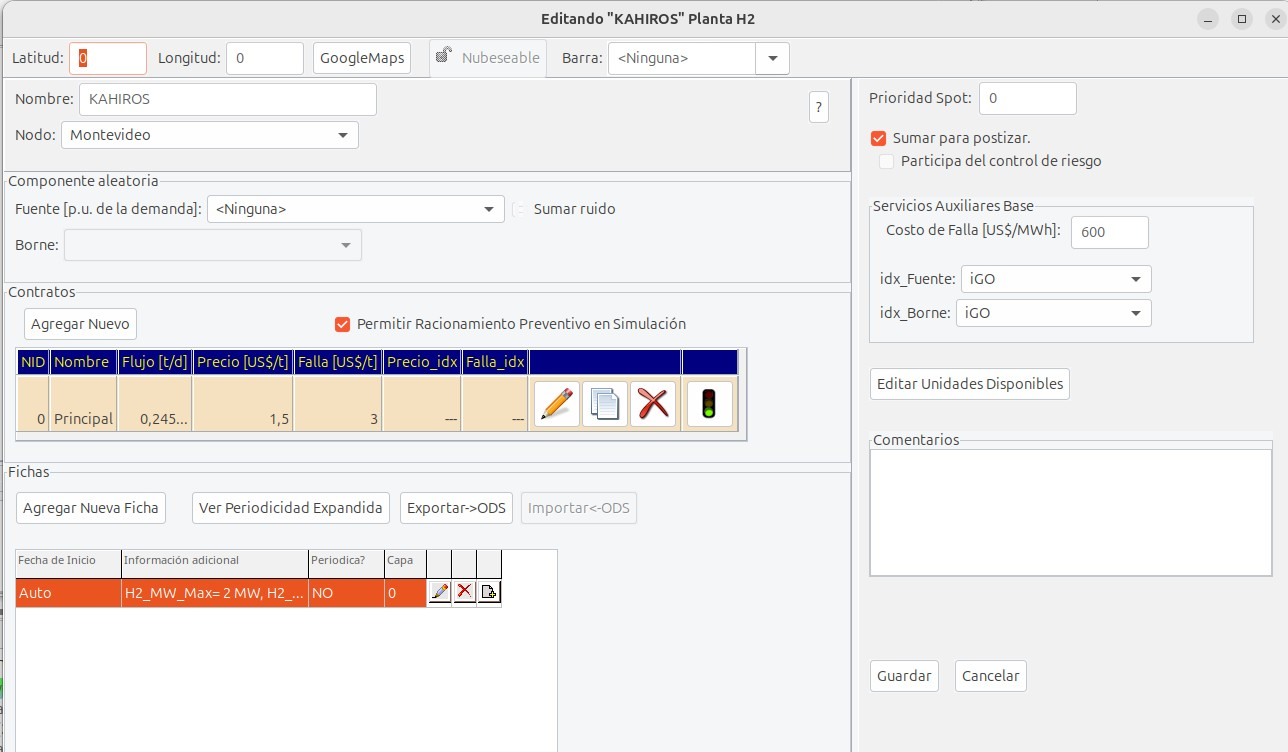 Editando "KAHIROS" Planta H2
Latitud: 0 Longitud: 0 GoogleMaps Nubeseable Barra: <Ninguna>
Nombre: KAHIROS ?
Nodo: Montevideo
Componente aleatoria
Fuente [p.u. de la demanda]: <Ninguna> Sumar ruido
Borne:
Contratos
Agregar Nuevo Permitir Racionamiento Preventivo en Simulación
NID Nombre Flujo [t/d] Precio [US$/t] Falla [US$/t] Precio_idx Falla_idx
0 Principal 0,245... 1,5 3 --- ---
Fichas
Agregar Nueva Ficha Ver Periodicidad Expandida Exportar->ODS Importar<-ODS
Fecha de Inicio Información adicional Periodica? Capa
Auto H2_MW_Max= 2 MW, H2_... NO 0
Prioridad Spot: 0
Sumar para postizar.
Participa del control de riesgo
Servicios Auxiliares Base
Costo de Falla [US$/MWh]: 600
idx_Fuente: iGO
idx_Borne: iGO
Editar Unidades Disponibles
Comentarios
Guardar Cancelar